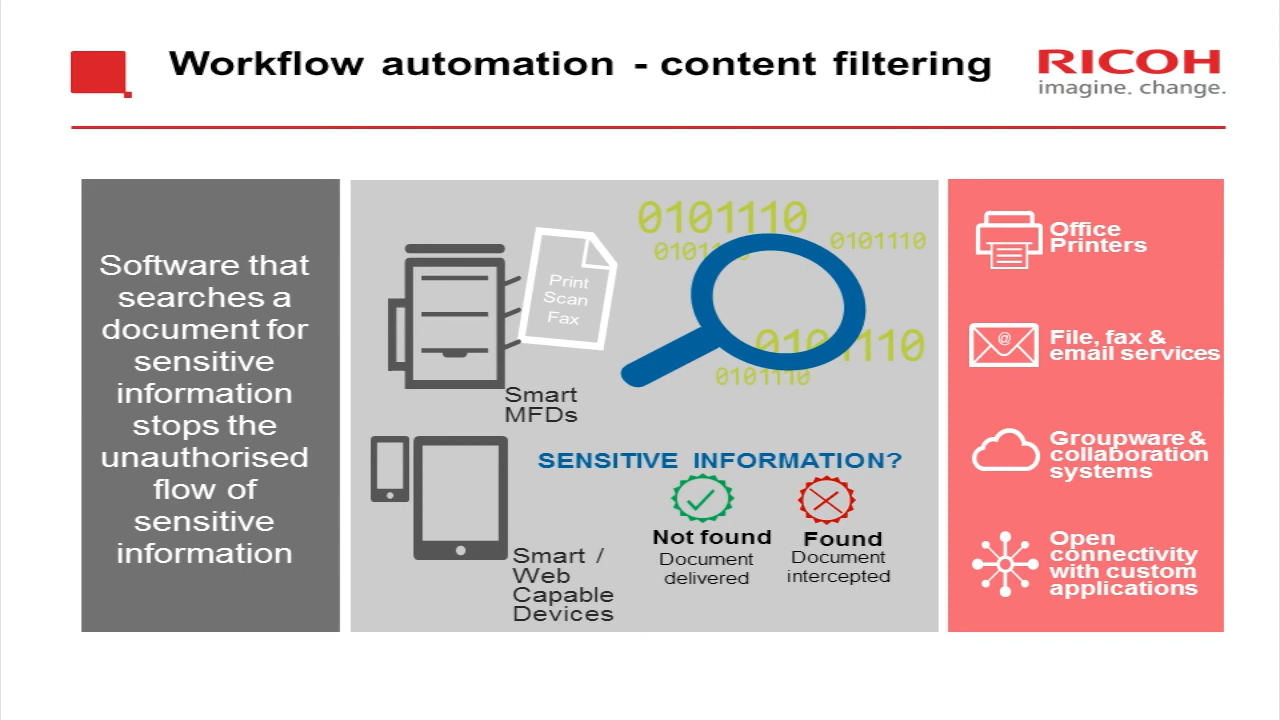 Workflow automation - content filtering
RICOH
imagine. change.
Software that
searches a
document for
sensitive
information
stops the
unauthorised
flow of
sensitive
information
Print
Scan
Fax
Smart
MFDs
Smart /
Web
Capable
Devices
0101110
0101110
0101110
0101110
SENSITIVE INFORMATION?
Not found
Document
delivered
Found
Document
intercepted
Office
Printers
@
File, fax &
email services
Groupware &
collaboration
systems
Open
connectivity
with custom
applications